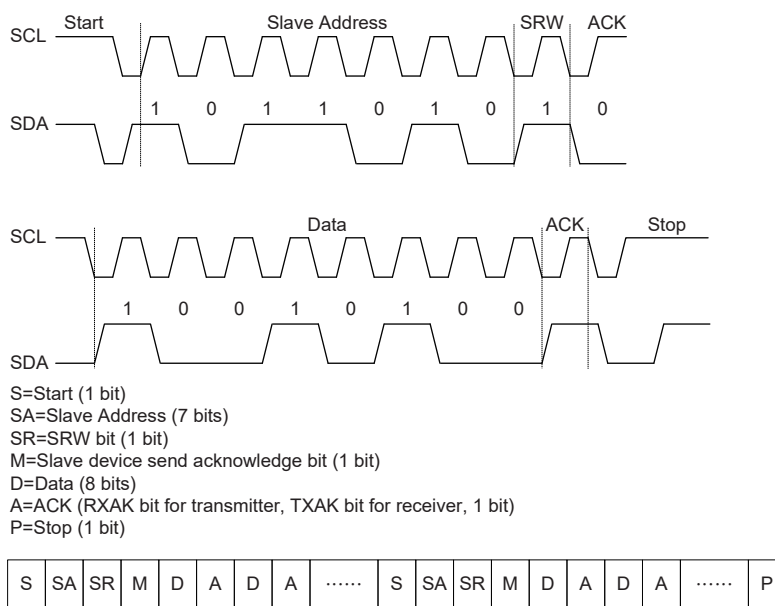 Start Slave Address SRW ACK
SCL
1 0 1 1 0 1 0 1 0
SDA
Data ACK Stop
SCL
1 0 0 1 0 1 0 0
SDA
S=Start (1 bit)
SA=Slave Address (7 bits)
SR=SRW bit (1 bit)
M=Slave device send acknowledge bit (1 bit)
D=Data (8 bits)
A=ACK (RXAK bit for transmitter, TXAK bit for receiver, 1 bit)
P=Stop (1 bit)
S SA SR M D A D A ...... S SA SR M D A D A ...... P